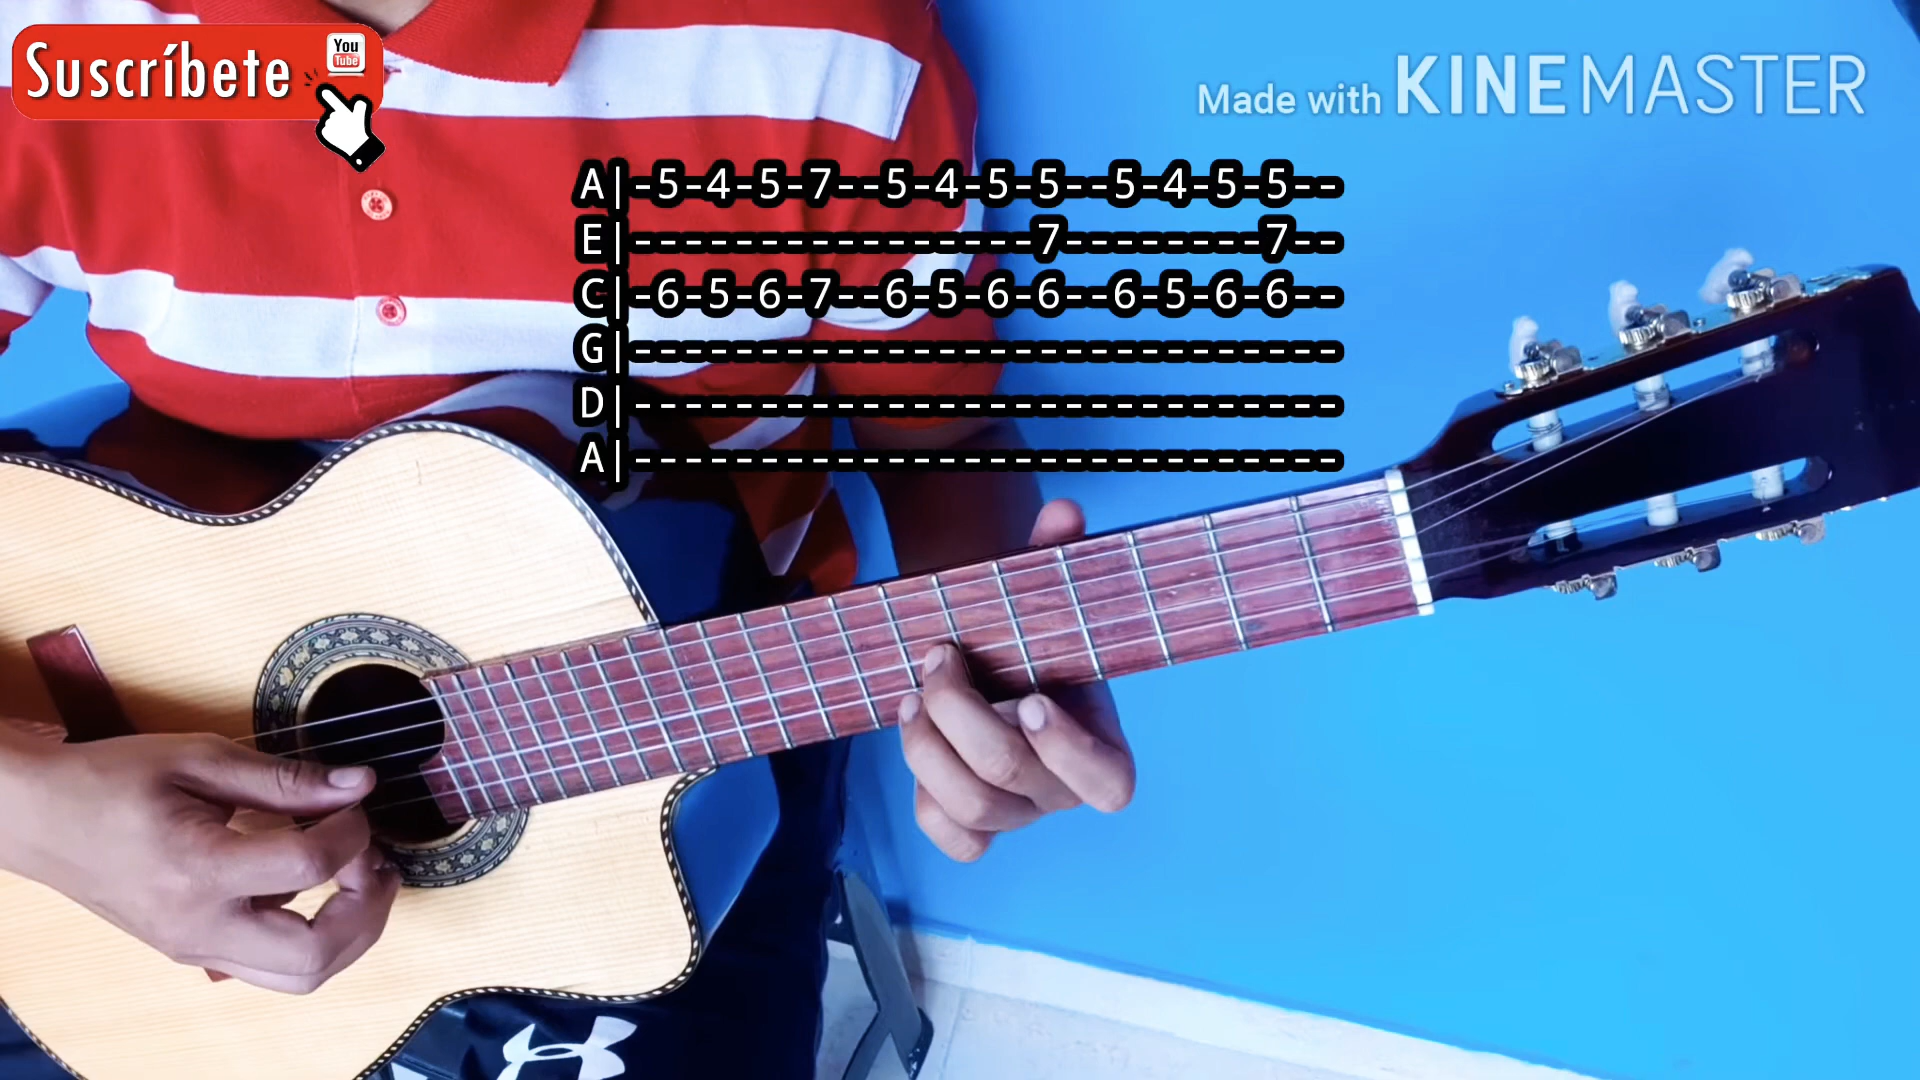 Suscríbete
You
Tube
Made with KINEMASTER
A|-5-4-5-7--5-4-5-5--5-4-5-5--
E|----------------7--------7--
C|-6-5-6-7--6-5-6-6--6-5-6-6--
G|----------------------------
D|----------------------------
A|----------------------------